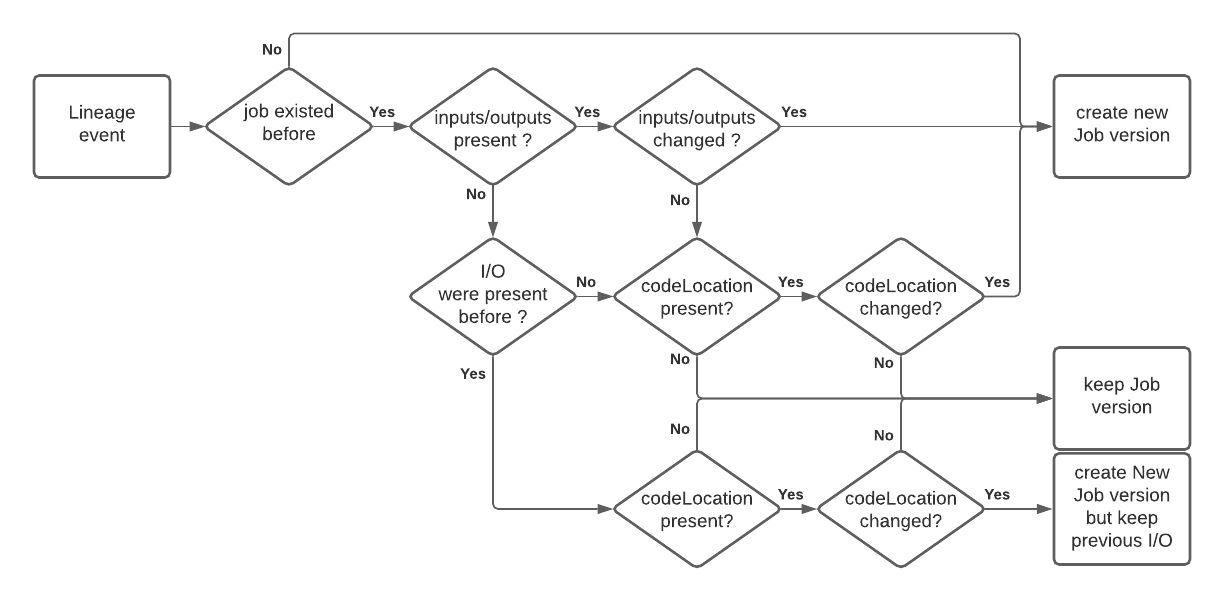 No
Lineage
event
job existed
before
Yes
inputs/outputs
present ?
Yes
inputs/outputs
changed ?
Yes
create new
Job version
No
No
I/O
were present
before ?
No
codeLocation
present?
Yes
codeLocation
changed?
Yes
Yes
No
No
keep Job
version
No
No
codeLocation
present?
Yes
codeLocation
changed?
Yes
create New
Job version
but keep
previous I/O